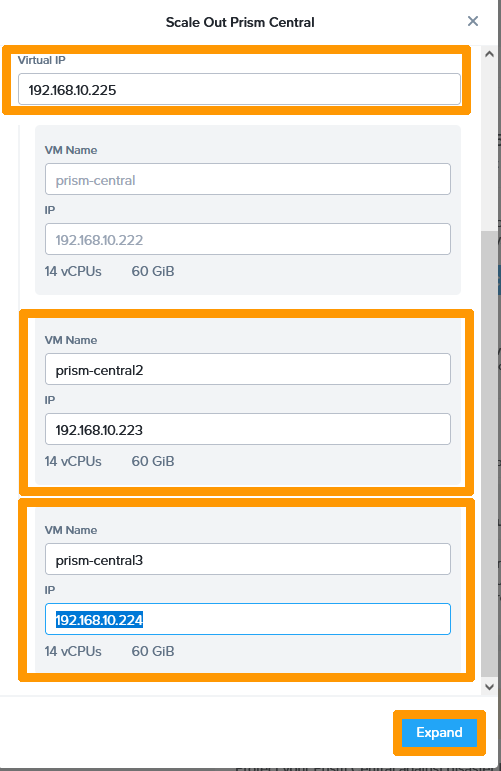 Scale Out Prism Central
Virtual IP
192.168.10.225
VM Name
prism-central
IP
192.168.10.222
14 vCPUs 60 GiB
VM Name
prism-central2
IP
192.168.10.223
14 vCPUs 60 GiB
VM Name
prism-central3
IP
192.168.10.224
14 vCPUs 60 GiB
Expand